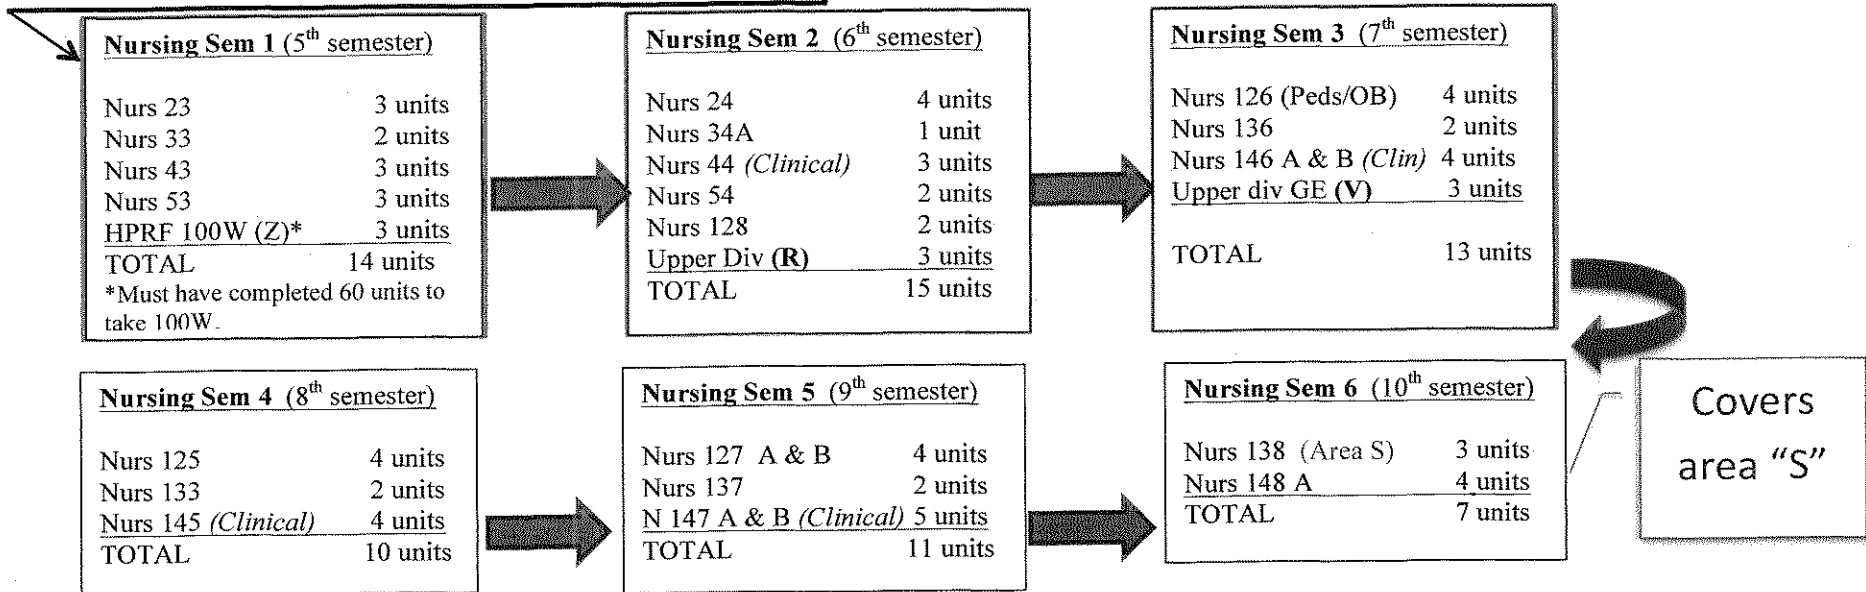 Nursing Sem 1 (5th semester)
Nurs 23 3 units
Nurs 33 2 units
Nurs 43 3 units
Nurs 53 3 units
HPRF 100W (Z)* 3 units
TOTAL 14 units
*Must have completed 60 units to
take 100W.
Nursing Sem 2 (6th semester)
Nurs 24 4 units
Nurs 34A 1 unit
Nurs 44 (Clinical) 3 units
Nurs 54 2 units
Nurs 128 2 units
Upper Div (R) 3 units
TOTAL 15 units
Nursing Sem 3 (7th semester)
Nurs 126 (Peds/OB) 4 units
Nurs 136 2 units
Nurs 146 A & B (Clin) 4 units
Upper div GE (V) 3 units
TOTAL 13 units
Nursing Sem 4 (8th semester)
Nurs 125 4 units
Nurs 133 2 units
Nurs 145 (Clinical) 4 units
TOTAL 10 units
Nursing Sem 5 (9th semester)
Nurs 127 A & B 4 units
Nurs 137 2 units
N 147 A & B (Clinical) 5 units
TOTAL 11 units
Nursing Sem 6 (10th semester)
Nurs 138 (Area S) 3 units
Nurs 148 A 4 units
TOTAL 7 units
Covers
area “S”